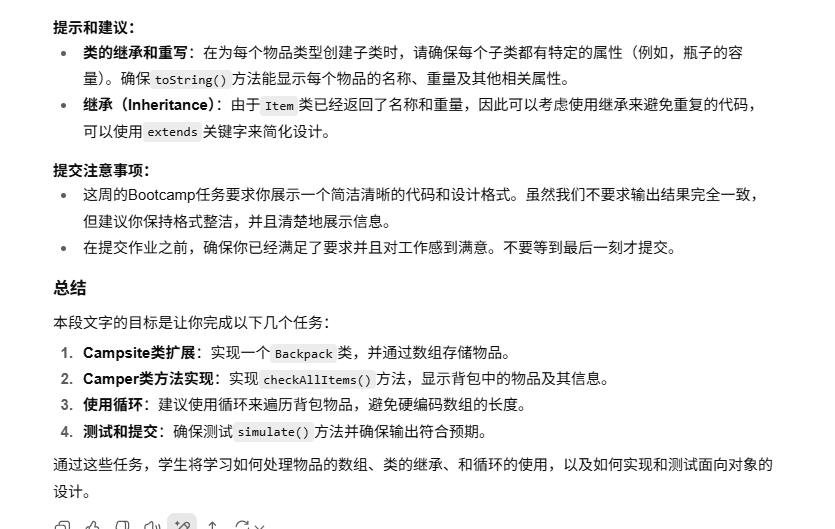 提示和建议：
类的继承和重写：在为每个物品类型创建子类时，请确保每个子类都有特定的属性（例如，瓶子的容
量）。确保 toString() 方法能显示每个物品的名称、重量及其他相关属性。
继承（Inheritance）：由于 Item 类已经返回了名称和重量，因此可以考虑使用继承来避免重复的代码，
可以使用 extends 关键字来简化设计。
提交注意事项：
这周的Bootcamp任务要求你展示一个简洁清晰的代码和设计格式。虽然我们不要求输出结果完全一致，
但建议你保持格式整洁，并且清楚地展示信息。
在提交作业之前，确保你已经满足了要求并且对工作感到满意。不要等到最后一刻才提交。
总结
本段文字的目标是让你完成以下几个任务：
1. Campsite类扩展：实现一个 Backpack 类，并通过数组存储物品。
2. Camper类方法实现：实现 checkAllItems() 方法，显示背包中的物品及其信息。
3. 使用循环：建议使用循环来遍历背包物品，避免硬编码数组的长度。
4. 测试和提交：确保测试 simulate() 方法并确保输出符合预期。
通过这些任务，学生将学习如何处理物品的数组、类的继承、和循环的使用，以及如何实现和测试面向对象的
设计。